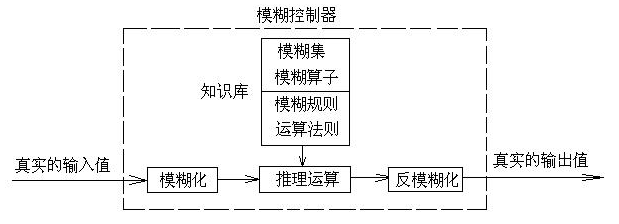 模糊控制器
模糊集
模糊算子
知识库
模糊规则
运算法则
真实的输入值
模糊化
推理运算
反模糊化
真实的输出值